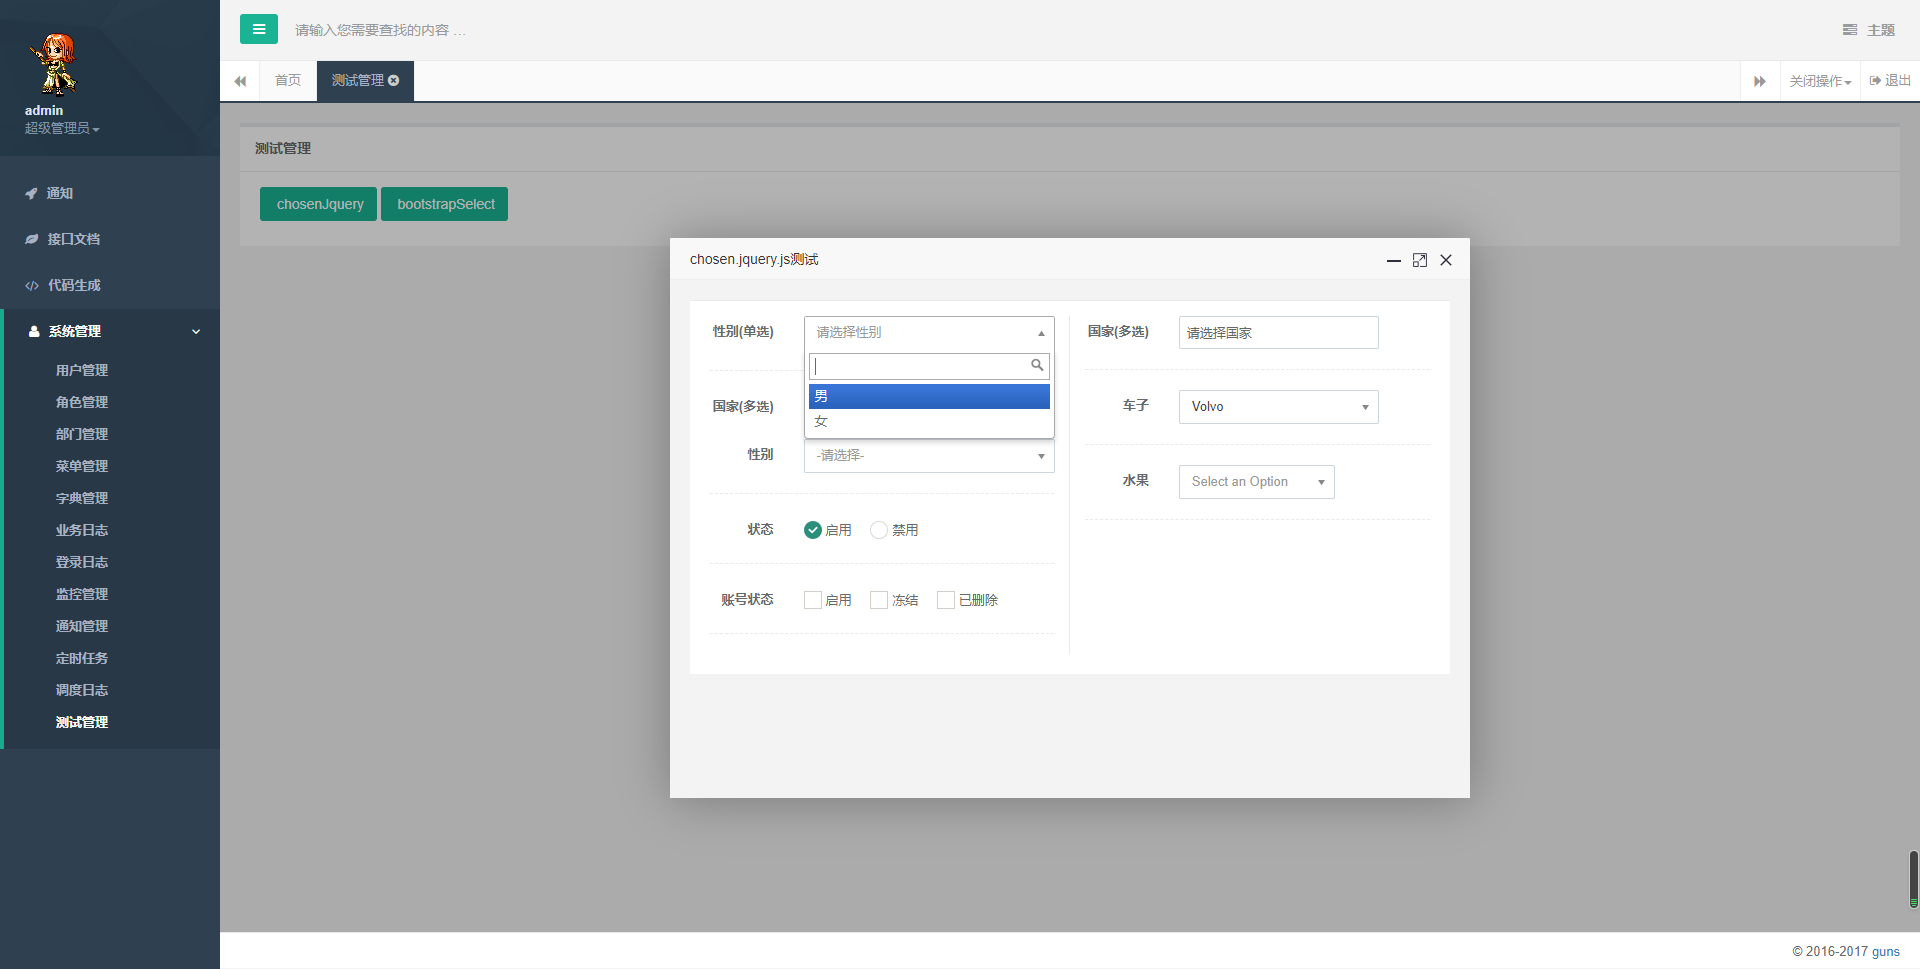 请输入您需要查找的内容 …
主题
admin
超级管理员
首页
测试管理
关闭操作
退出
通知
接口文档
代码生成
系统管理
用户管理
角色管理
部门管理
菜单管理
字典管理
业务日志
登录日志
监控管理
通知管理
定时任务
调度日志
测试管理
测试管理
chosenJquery
bootstrapSelect
chosen.jquery.js测试
性别(单选)
请选择性别
男
女
国家(多选)
性别
-请选择-
状态
启用
禁用
账号状态
启用
冻结
已删除
国家(多选)
请选择国家
车子
Volvo
水果
Select an Option
© 2016-2017 guns